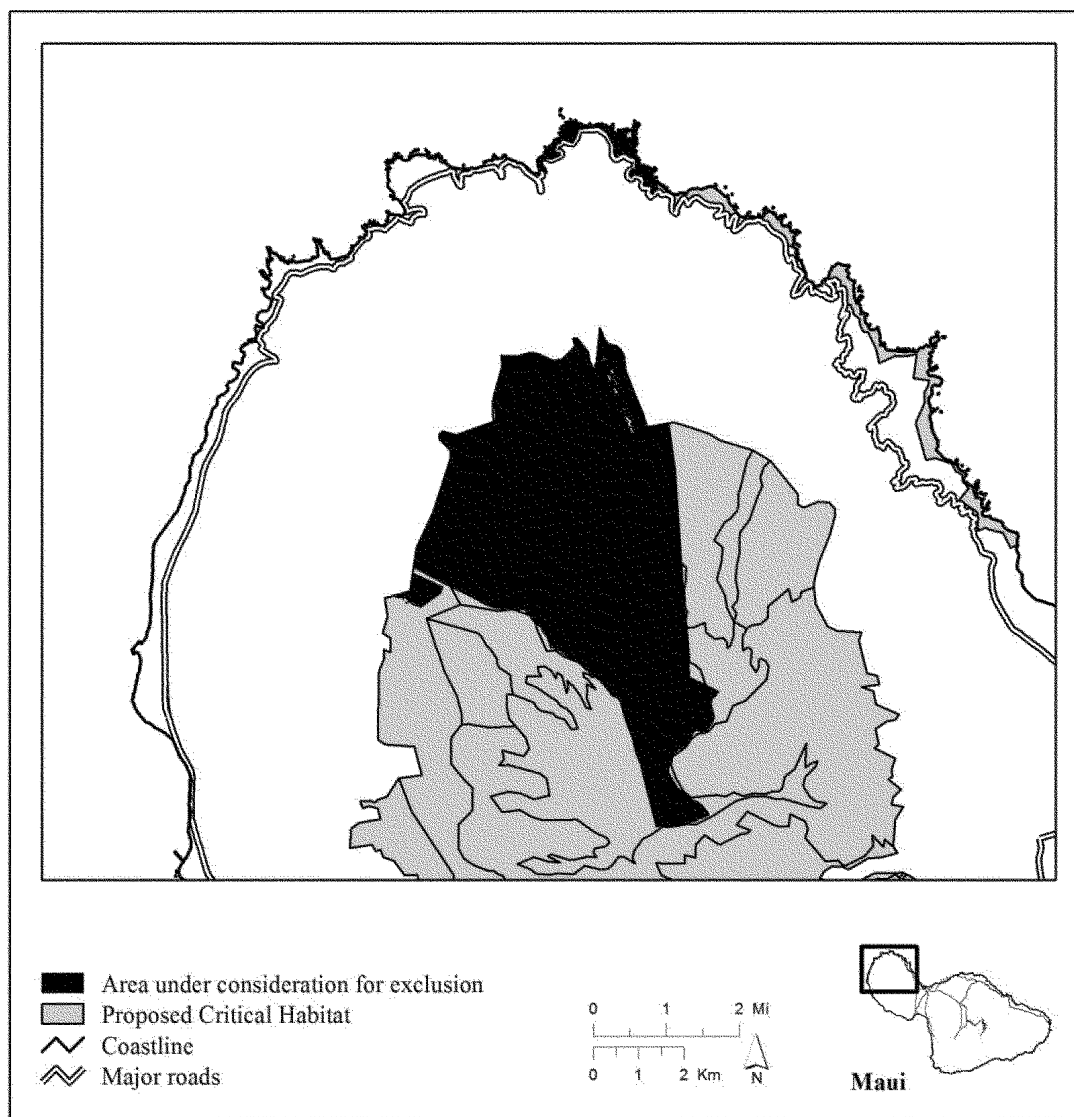 Area under consideration for exclusion
Proposed Critical Habitat
Coastline
Major roads
0 1 2 Mi
0 1 2 Km
N
Maui